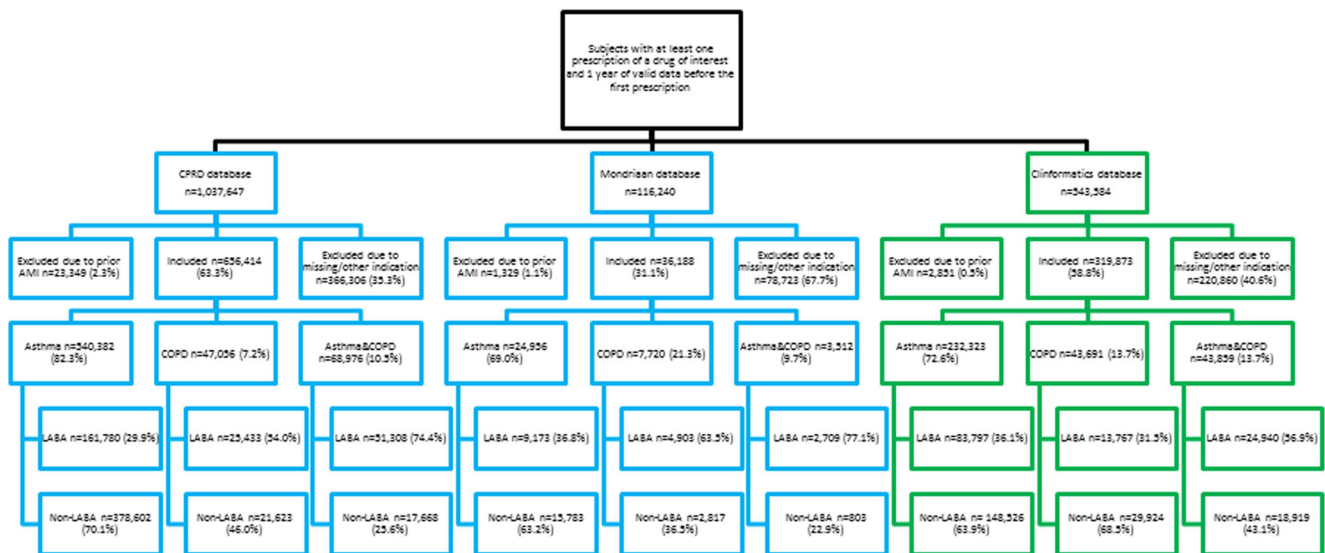 Subjects with at least one
prescription of a drug of interest
and 1 year of valid data before the
first prescription
CPRD database
n=1,037,647
Mondriaan database
n=116,240
Clinformatics database
n=543,584
Excluded due to prior
AMI n=23,349 (2.3%)
Included n=656,414
(63.3%)
Excluded due to
missing/other indication
n=366,306 (35.3%)
Excluded due to prior
AMI n=1,329 (1.1%)
Included n=36,188
(31.1%)
Excluded due to
missing/other indication
n=78,723 (67.7%)
Excluded due to prior
AMI n=2,851 (0.5%)
Included n=319,873
(58.8%)
Excluded due to
missing/other indication
n=220,860 (40.6%)
Asthma n=540,382
(82.3%)
COPD n=47,056 (7.2%)
Asthma&COPD
n=68,976 (10.5%)
Asthma n=24,956
(69.0%)
COPD n=7,720 (21.3%)
Asthma&COPD n=3,512
(9.7%)
Asthma n=232,323
(72.6%)
COPD n=43,691 (13.7%)
Asthma&COPD
n=43,859 (13.7%)
LABA n=161,780 (29.9%)
LABA n=25,433 (54.0%)
LABA n=51,308 (74.4%)
LABA n=9,173 (36.8%)
LABA n=4,903 (63.5%)
LABA n=2,709 (77.1%)
LABA n=83,797 (36.1%)
LABA n=13,767 (31.5%)
LABA n=24,940 (56.9%)
Non-LABA n=378,602
(70.1%)
Non-LABA n=21,623
(46.0%)
Non-LABA n=17,668
(25.6%)
Non-LABA n=15,783
(63.2%)
Non-LABA n=2,817
(36.5%)
Non-LABA n=803
(22.9%)
Non-LABA n= 148,526
(63.9%)
Non-LABA n=29,924
(68.5%)
Non-LABA n=18,919
(43.1%)